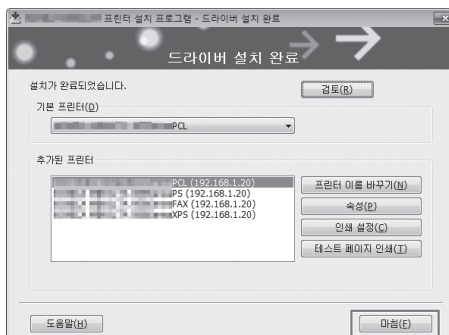 프린터 설치 프로그램 - 드라이버 설치 완료
드라이버 설치 완료
설치가 완료되었습니다.
검토(R)
기본 프린터(D)
PCL
추가된 프린터
PCL (192.168.1.20)
PS (192.168.1.20)
FAX (192.168.1.20)
XPS (192.168.1.20)
프린터 이름 바꾸기(N)
속성(P)
인쇄 설정(C)
테스트 페이지 인쇄(T)
도움말(H)
마침(F)